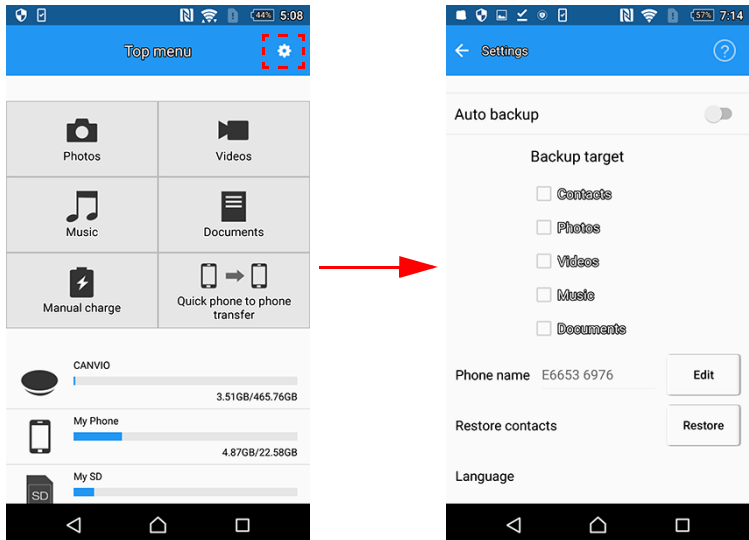 44% 5:08
Top menu
Photos
Videos
Music
Documents
Manual charge
Quick phone to phone
transfer
CANVIO
3.51GB/465.76GB
My Phone
4.87GB/22.58GB
My SD
SD
57% 7:14
Settings
?
Auto backup
Backup target
Contacts
Photos
Videos
Music
Documents
Phone name E6653 6976 Edit
Restore contacts Restore
Language